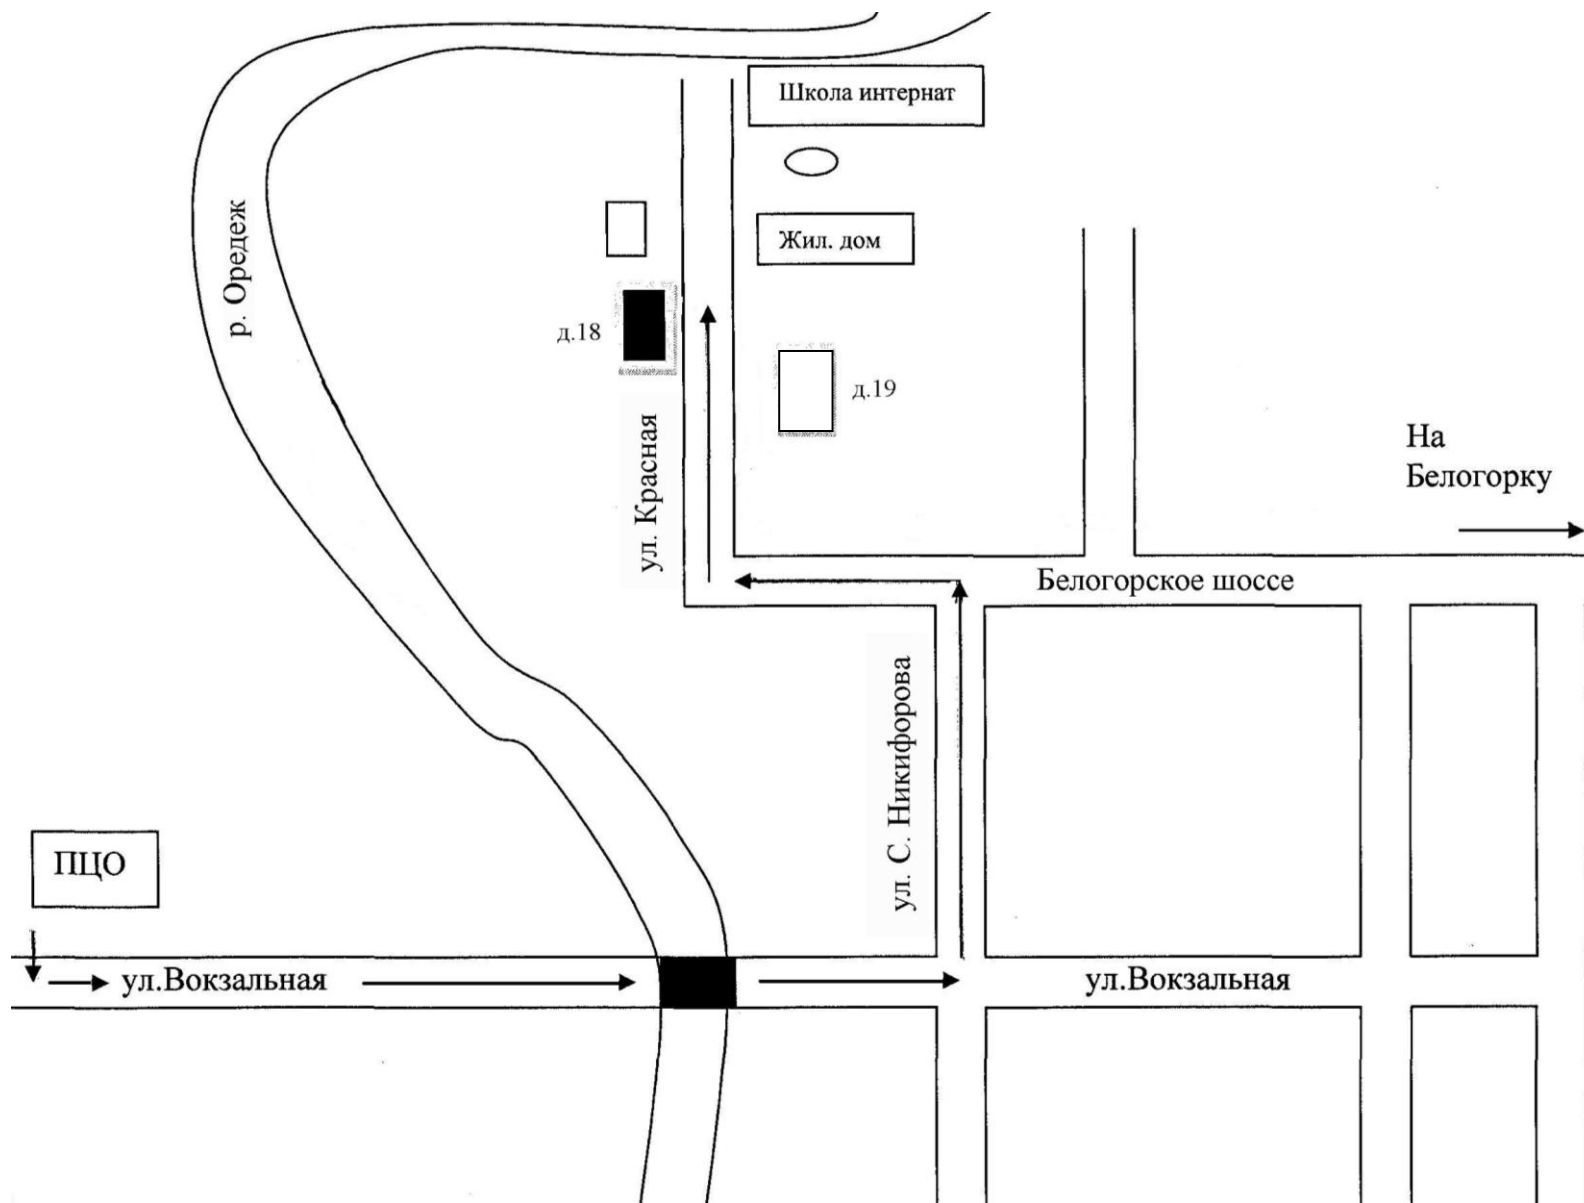 Школа интернат
р. Оредеж
Жил. дом
д.18
д.19
ул. Красная
На
Белогорку
Белогорское шоссе
ул. С. Никифорова
ПЦО
ул.Вокзальная
ул.Вокзальная